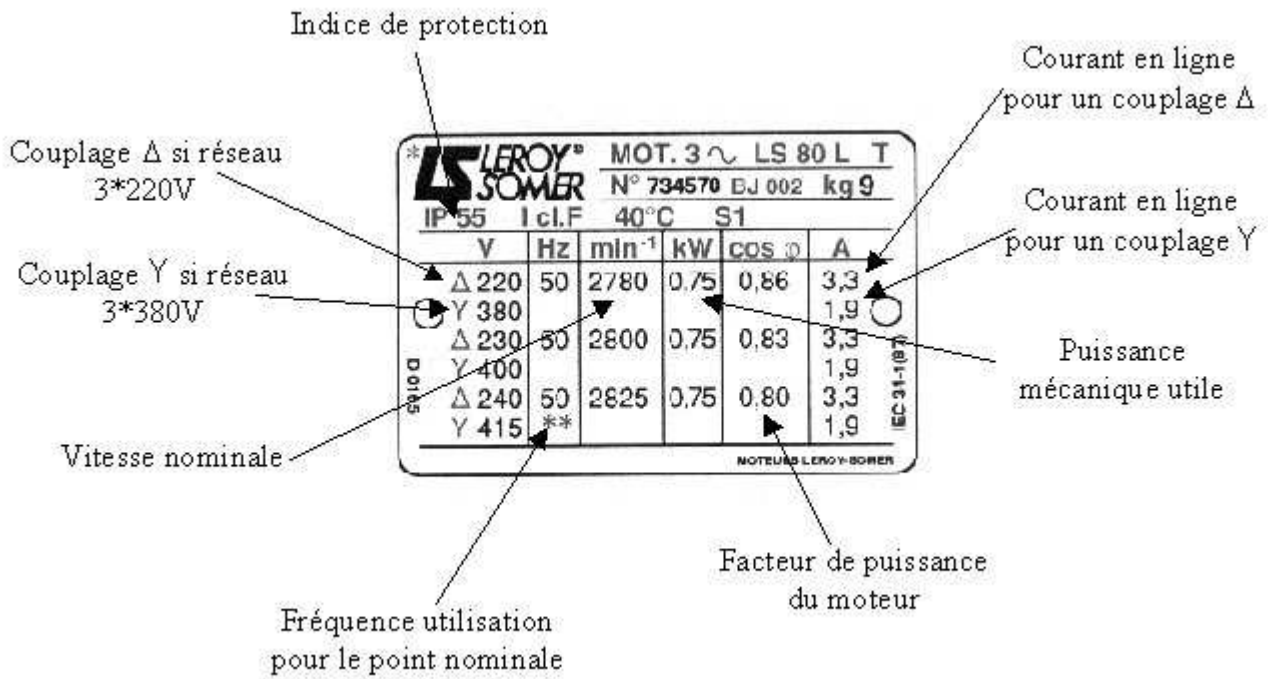 Indice de protection
Courant en ligne
pour un couplage Δ
Couplage Δ si réseau
3*220V
Courant en ligne
pour un couplage Y
Couplage Y si réseau
3*380V
Puissance
mécanique utile
Vitesse nominale
Facteur de puissance
du moteur
Fréquence utilisation
pour le point nominale
* LS LEROY® SOMER
MOT. 3 ~ LS 80 L T
N° 734570 BJ 002 kg 9
IP 55 I cl.F 40°C S1
V Hz min-1 kW cos φ A
Δ 220 50 2780 0,75 0,86 3,3
Y 380 1,9
Δ 230 50 2800 0,75 0,83 3,3
Y 400 1,9
Δ 240 50 2825 0,75 0,80 3,3
Y 415 ** 1,9
D 0165
IEC 34-1(87)
MOTEURS LEROY-SOMER